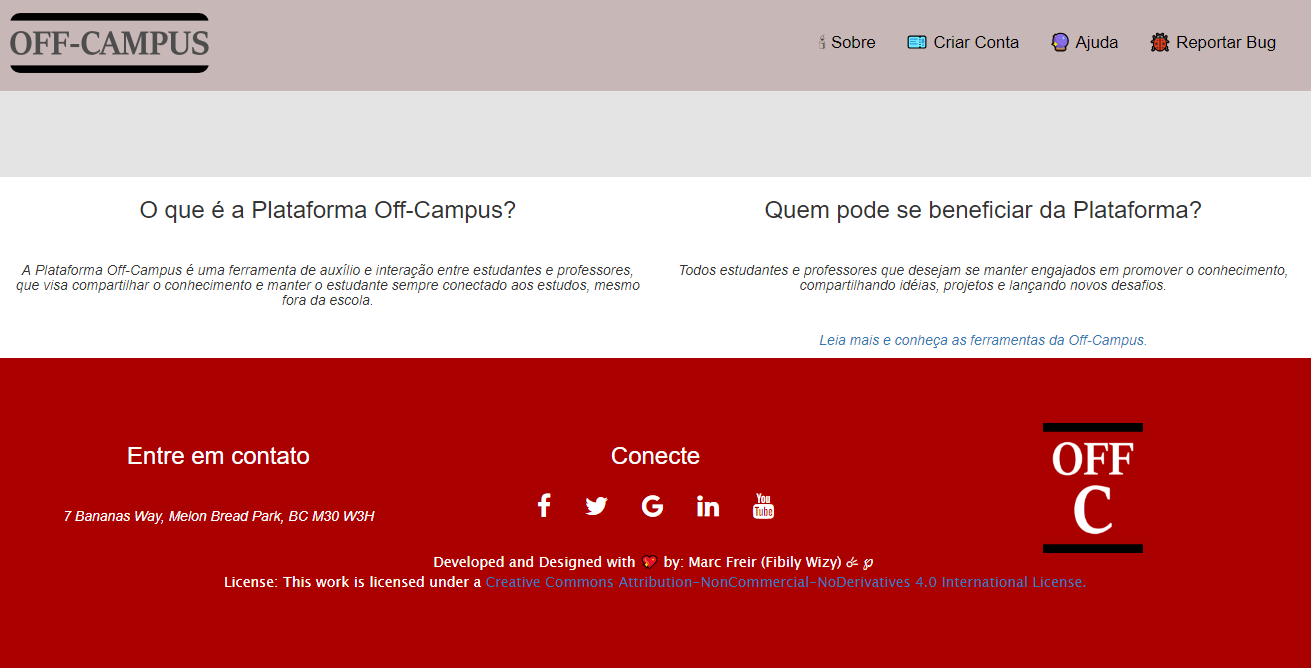 OFF-CAMPUS
Sobre Criar Conta Ajuda Reportar Bug
O que é a Plataforma Off-Campus?
A Plataforma Off-Campus é uma ferramenta de auxílio e interação entre estudantes e professores,
que visa compartilhar o conhecimento e manter o estudante sempre conectado aos estudos, mesmo
fora da escola.
Quem pode se beneficiar da Plataforma?
Todos estudantes e professores que desejam se manter engajados em promover o conhecimento,
compartilhando idéias, projetos e lançando novos desafios.
Leia mais e conheça as ferramentas da Off-Campus.
Entre em contato
7 Bananas Way, Melon Bread Park, BC M30 W3H
Conecte
You
Tube
OFF
C
Developed and Designed with ❤️ by: Marc Freir (Fibily Wizy) ও ℘
License: This work is licensed under a Creative Commons Attribution-NonCommercial-NoDerivatives 4.0 International License.